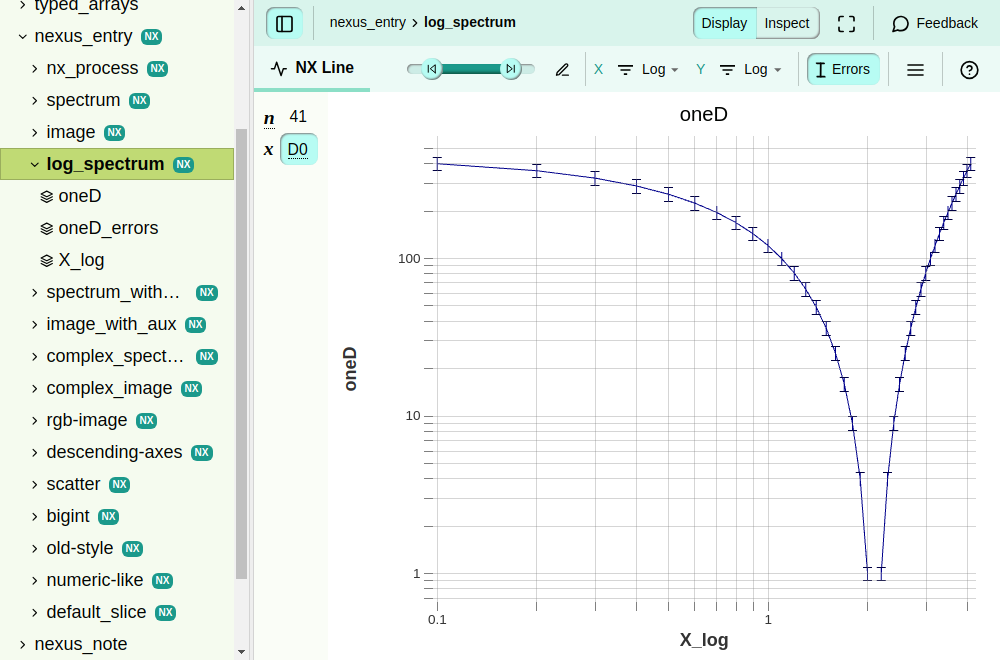 typed_arrays
nexus_entry NX
nx_process NX
spectrum NX
image NX
log_spectrum NX
oneD
oneD_errors
X_log
spectrum_with… NX
image_with_aux NX
complex_spect… NX
complex_image NX
rgb-image NX
descending-axes NX
scatter NX
bigint NX
old-style NX
numeric-like NX
default_slice NX
nexus_note
nexus_entry › log_spectrum
Display Inspect Feedback
NX Line X Log Y Log Errors
n 41
x D0
oneD
100
10
1
oneD
0.1 1
X_log